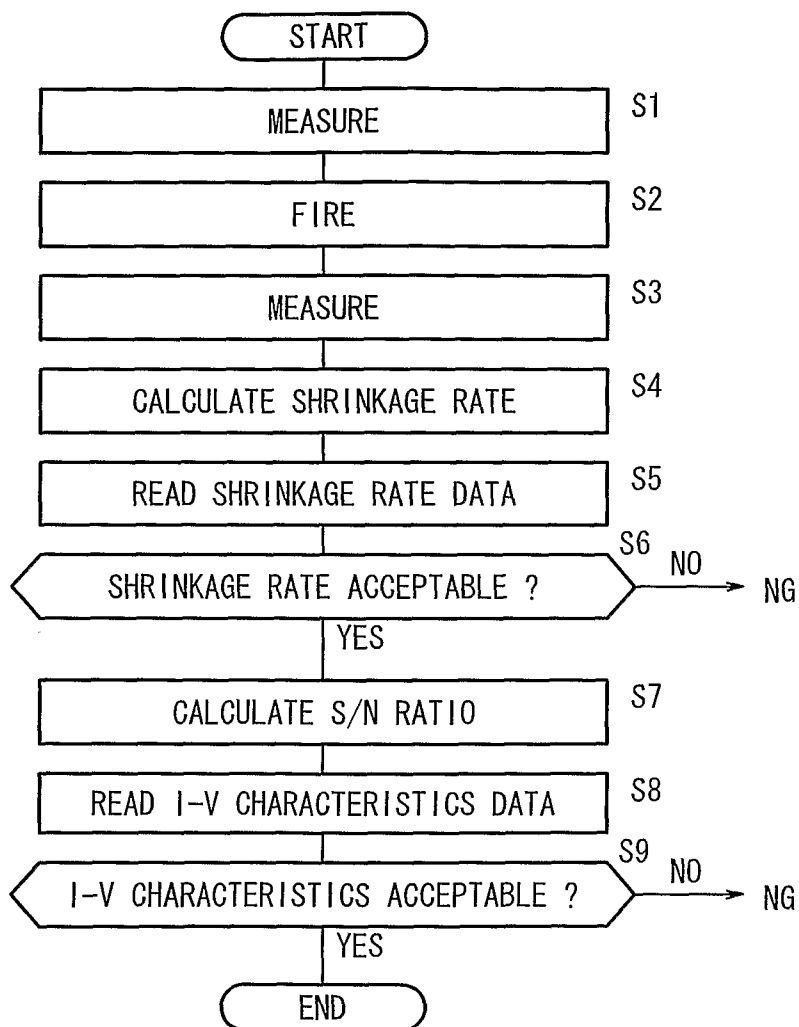 START
MEASURE
S1
FIRE
S2
MEASURE
S3
CALCULATE SHRINKAGE RATE
S4
READ SHRINKAGE RATE DATA
S5
S6
SHRINKAGE RATE ACCEPTABLE ?
NO
NG
YES
CALCULATE S/N RATIO
S7
READ I-V CHARACTERISTICS DATA
S8
S9
I-V CHARACTERISTICS ACCEPTABLE ?
NO
NG
YES
END